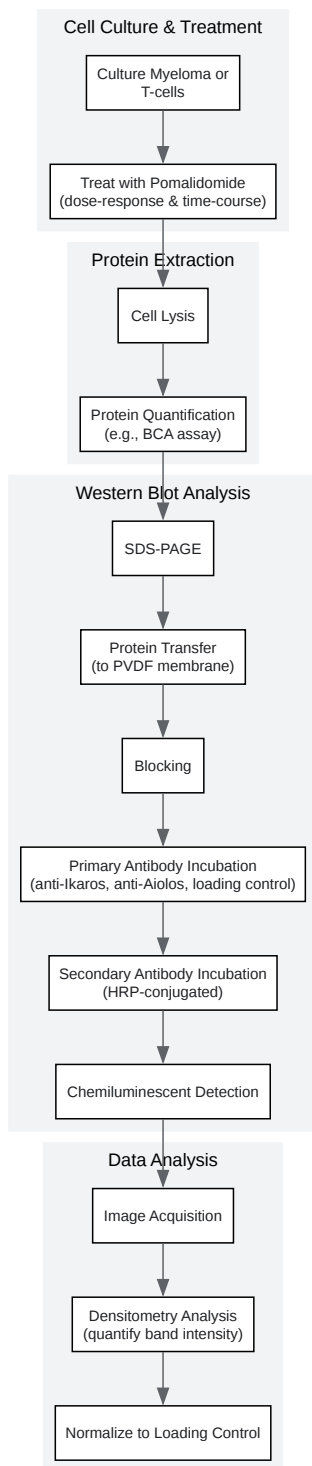 Cell Culture & Treatment
Culture Myeloma or
T-cells
Treat with Pomalidomide
(dose-response & time-course)
Protein Extraction
Cell Lysis
Protein Quantification
(e.g., BCA assay)
Western Blot Analysis
SDS-PAGE
Protein Transfer
(to PVDF membrane)
Blocking
Primary Antibody Incubation
(anti-Ikaros, anti-Aiolos, loading control)
Secondary Antibody Incubation
(HRP-conjugated)
Chemiluminescent Detection
Data Analysis
Image Acquisition
Densitometry Analysis
(quantify band intensity)
Normalize to Loading Control